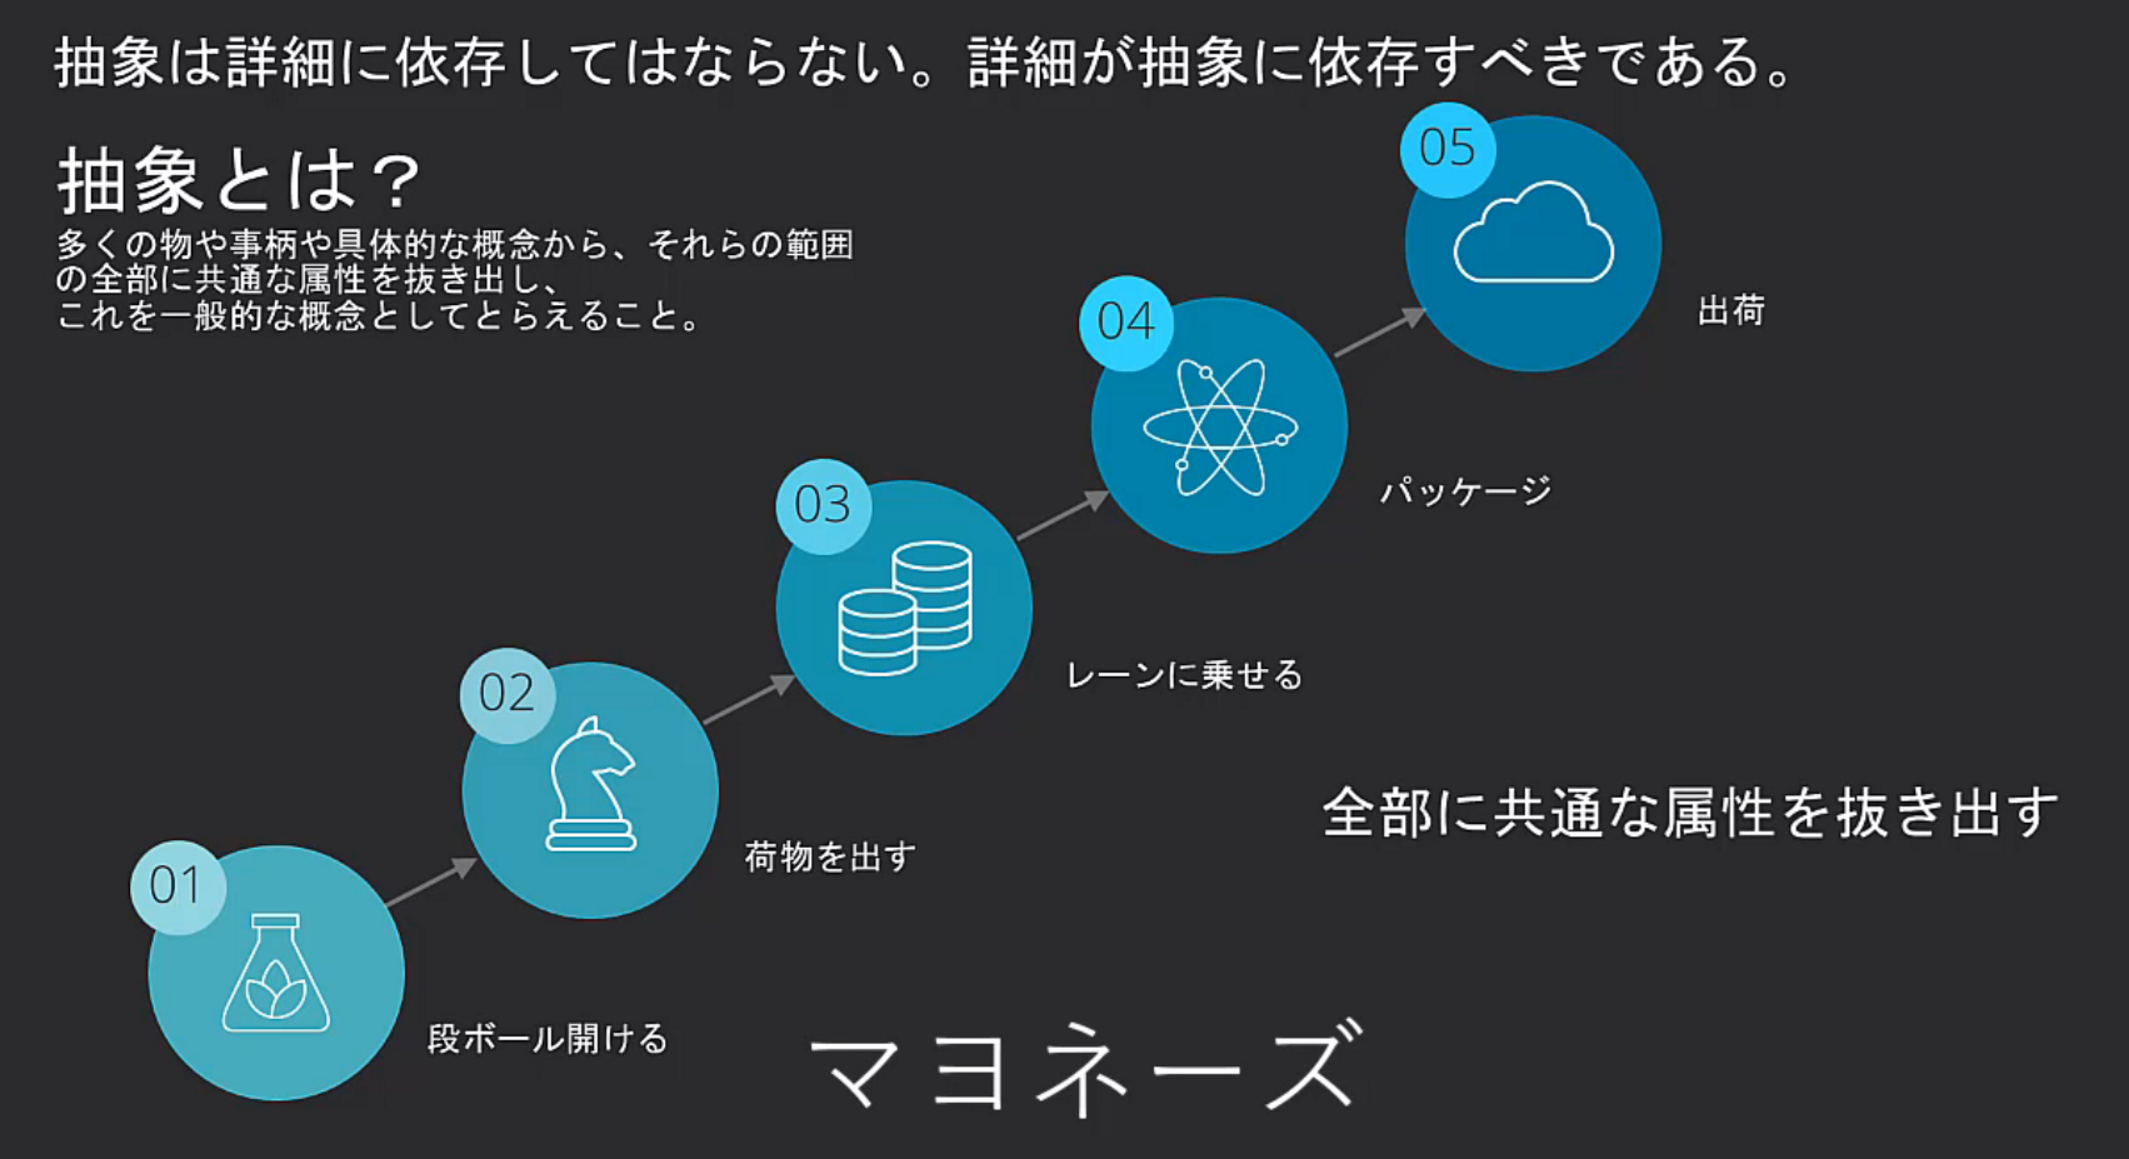 抽象は詳細に依存してはならない。詳細が抽象に依存すべきである。
抽象とは？
多くの物や事柄や具体的な概念から、それらの範囲
の全部に共通な属性を抜き出し、
これを一般的な概念としてとらえること。
05
出荷
04
パッケージ
03
レーンに乗せる
02
荷物を出す
全部に共通な属性を抜き出す
01
段ボール開ける
マヨネーズ